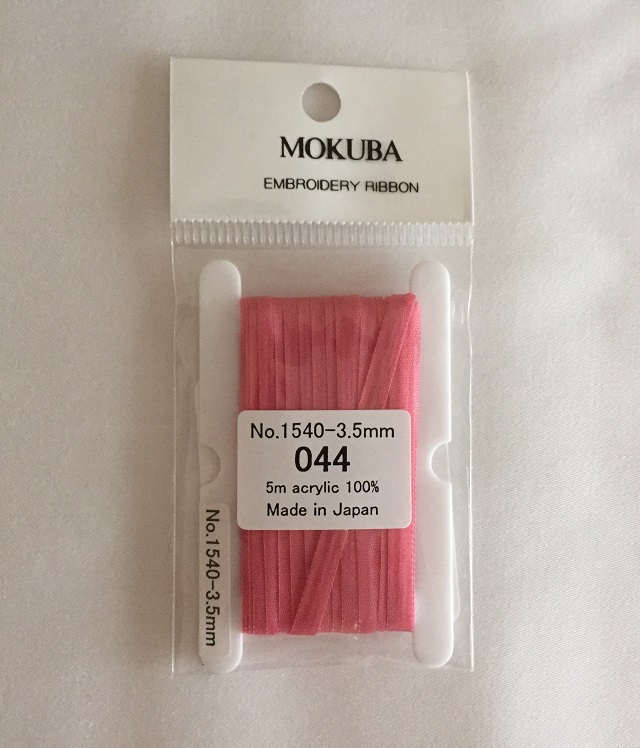 MOKUBA
EMBROIDERY RIBBON
No.1540-3.5mm
044
5m acrylic 100%
Made in Japan
No.1540-3.5mm